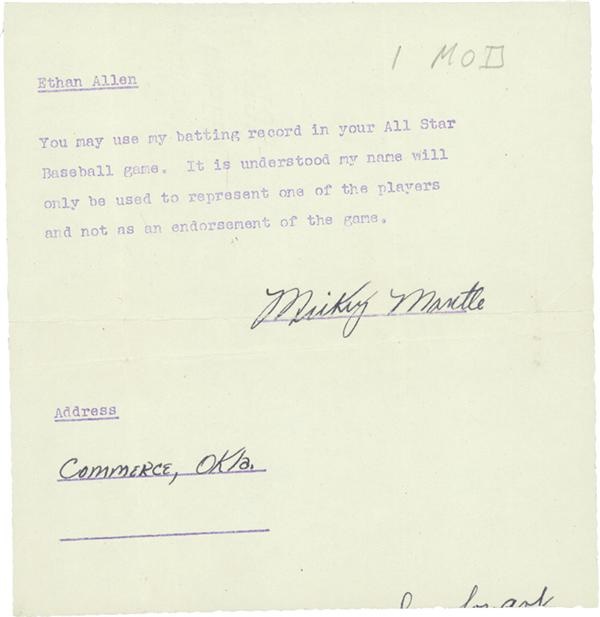 1 MOD
Ethan Allen
You may use my batting record in your All Star
Baseball game. It is understood my name will
only be used to represent one of the players
and not as an endorsement of the game.
Mickey Mantle
Address
Commerce, Okla.